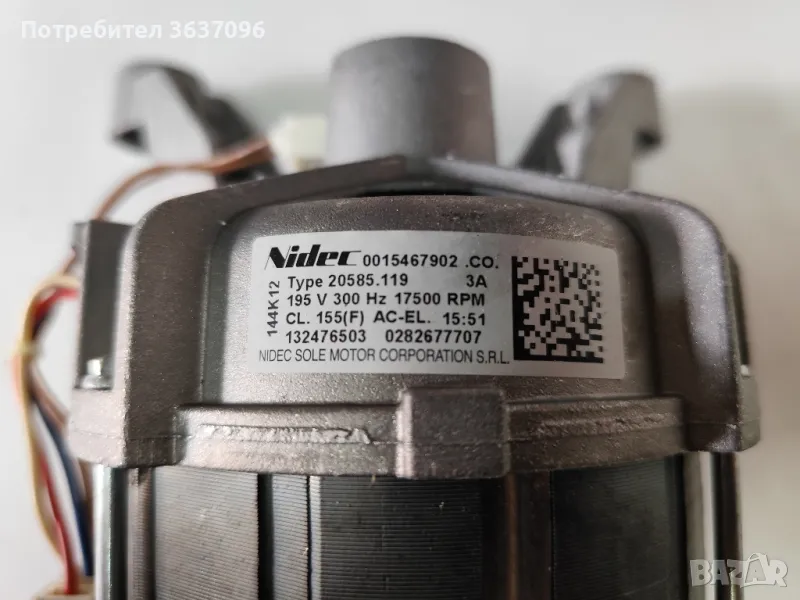 Потребител 3637096
Nidec 0015467902 .CO.
Type 20585.119 3A
195 V 300 Hz 17500 RPM
CL. 155(F) AC-EL. 15:51
132476503 0282677707
NIDEC SOLE MOTOR CORPORATION S.R.L.
144K12
BAZAR